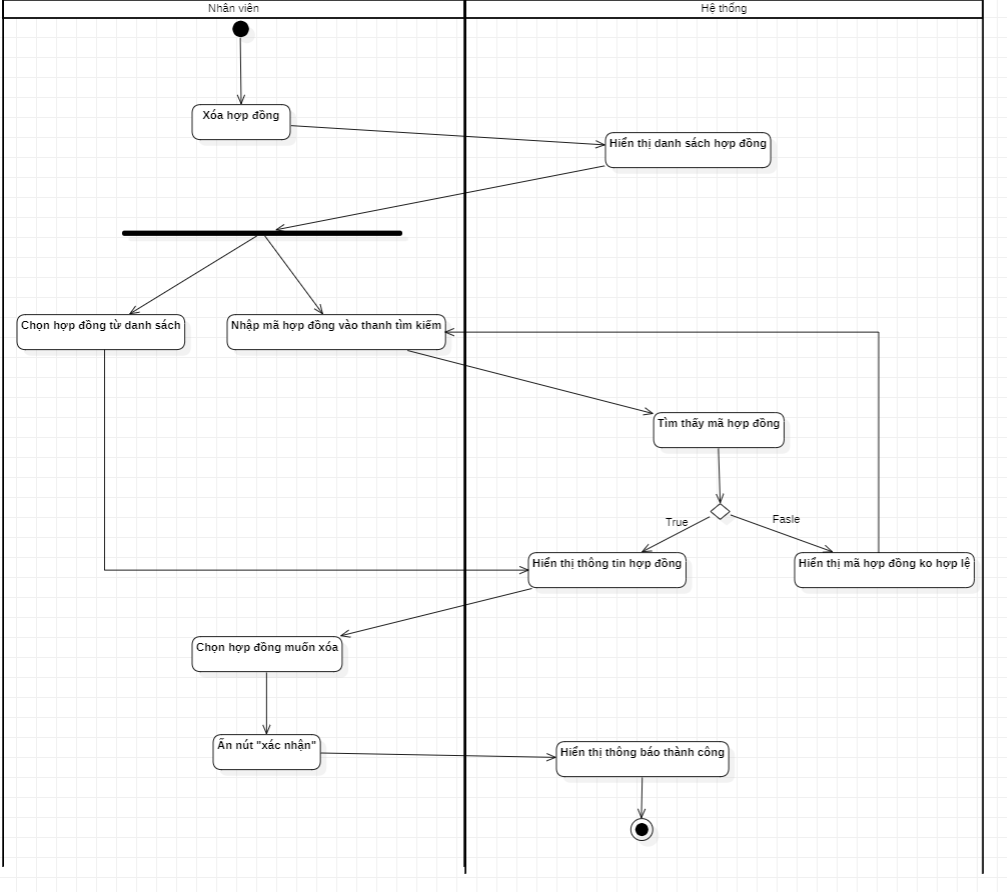 Nhân viên
Hệ thống
Xóa hợp đồng
Hiển thị danh sách hợp đồng
Chọn hợp đồng từ danh sách
Nhập mã hợp đồng vào thanh tìm kiếm
Tìm thấy mã hợp đồng
True
Fasle
Hiển thị thông tin hợp đồng
Hiển thị mã hợp đồng ko hợp lệ
Chọn hợp đồng muốn xóa
Ấn nút "xác nhận"
Hiển thị thông báo thành công